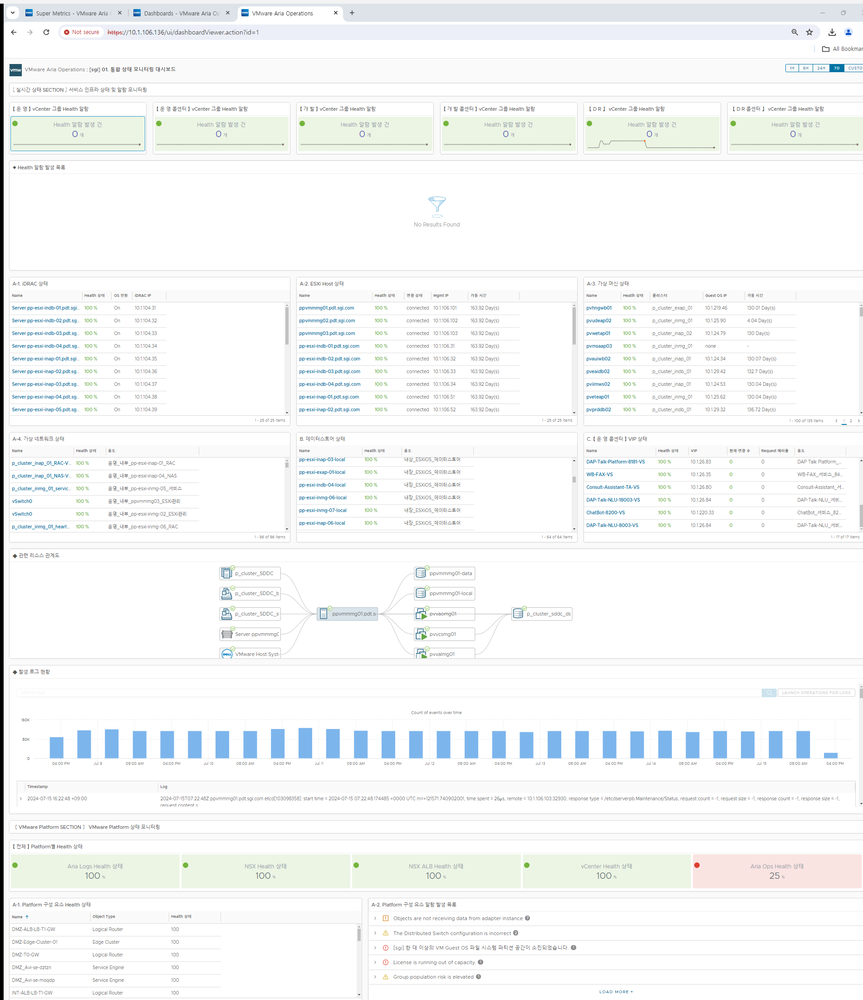 Super Metrics - VMware Aria
Dashboards - VMware Aria Op
VMware Aria Operations
Not secure
https://10.1.106.136/ui/dashboardViewer.action?id=1
All Bookmar
vmw VMware Aria Operations : [sgi] 01. 통합 상태 모니터링 대시보드
1H 6H 24H 7D CUSTO
〔 실시간 상태 SECTION 〕 서비스 인프라 상태 및 알람 모니터링
【 운 영 】 vCenter 그룹 Health 알람
Health 알람 발생 건
0 개
【 운 영 콜센터 】 vCenter 그룹 Health 알람
Health 알람 발생 건
0 개
【 개 발 】 vCenter 그룹 Health 알람
Health 알람 발생 건
0 개
【 개 발 콜센터 】 vCenter 그룹 Health 알람
Health 알람 발생 건
0 개
【 D R 】 vCenter 그룹 Health 알람
Health 알람 발생 건
0 개
【 D R 콜센터 】 vCenter 그룹 Health 알람
Health 알람 발생 건
0 개
◆ Health 알람 발생 목록
No Results Found
A-1. iDRAC 상태
Name Health 상태 OS 전원 iDRAC IP
Server pp-esxi-indb-01.pdt.sgi... 100 % On 10.1.104.31
Server pp-esxi-indb-02.pdt.sg... 100 % On 10.1.104.32
Server pp-esxi-indb-03.pdt.sg... 100 % On 10.1.104.33
Server pp-esxi-indb-04.pdt.sg... 100 % On 10.1.104.34
Server pp-esxi-inap-01.pdt.sgi... 100 % On 10.1.104.35
Server pp-esxi-inap-02.pdt.sg... 100 % On 10.1.104.36
Server pp-esxi-inap-03.pdt.sg... 100 % On 10.1.104.37
Server pp-esxi-inap-04.pdt.sg... 100 % On 10.1.104.38
Server pp-esxi-inap-05.pdt.sg... 100 % On 10.1.104.39
1 - 25 of 25 items
A-2. ESXi Host 상태
Name Heatlh 상태 연결 상태 Mgmt IP 가동 시간
ppvmmmg01.pdt.sgi.com 100 % connected 10.1.106.101 163.92 Day(s)
ppvmmmg02.pdt.sgi.com 100 % connected 10.1.106.102 163.92 Day(s)
ppvmmmg03.pdt.sgi.com 100 % connected 10.1.106.103 163.92 Day(s)
pp-esxi-indb-01.pdt.sgi.com 100 % connected 10.1.106.31 163.92 Day(s)
pp-esxi-indb-02.pdt.sgi.com 100 % connected 10.1.106.32 163.92 Day(s)
pp-esxi-indb-03.pdt.sgi.com 100 % connected 10.1.106.33 163.92 Day(s)
pp-esxi-indb-04.pdt.sgi.com 100 % connected 10.1.106.34 163.92 Day(s)
pp-esxi-inap-01.pdt.sgi.com 100 % connected 10.1.106.51 163.92 Day(s)
pp-esxi-inap-02.pdt.sgi.com 100 % connected 10.1.106.52 163.92 Day(s)
1 - 25 of 25 items
A-3. 가상 머신 상태
Name Heatlh 상태 클러스터 Guest OS IP 가동 시간
pvhngwb01 100 % p_cluster_exap_01 10.1.219.46 130.01 Day(s)
pvudeap02 100 % p_cluster_inmg_01 10.1.25.90 4.04 Day(s)
pvwetap01 100 % p_cluster_inap_02 10.1.24.79 130 Day(s)
pvmsaap03 100 % p_cluster_inmg_01 none -
pvauiwb02 100 % p_cluster_inap_01 10.1.24.34 130.07 Day(s)
pveaidb02 100 % p_cluster_indb_01 10.1.29.42 132.7 Day(s)
pviimws02 100 % p_cluster_inap_01 10.1.24.53 130.04 Day(s)
pveteap01 100 % p_cluster_inmg_01 10.1.25.62 130.04 Day(s)
pvprddb02 100 % p_cluster_indb_01 10.1.29.32 136.72 Day(s)
1 - 100 of 135 items 1 2
A-4. 가상 네트워크 상태
Name Heatlh 상태 용도
p_cluster_inap_01_RAC-V... 100 % 운영_내부_pp-esxi-inap-01_RAC
p_cluster_inap_01_NAS-V... 100 % 운영_내부_pp-esxi-inap-04_NAS
p_cluster_inmg_01_servic... 100 % 운영_내부_pp-esxi-inmg-05_서비스
vSwitch0 100 % 운영_내부_ppvmmmg03_ESXi관리
vSwitch0 100 % 운영_내부_pp-esxi-inmg-02_ESXi관리
p_cluster_inmg_01_heart... 100 % 운영_내부_pp-esxi-inmg-06_RAC
1 - 96 of 96 items
B. 데이터스토어 상태
Name Heatlh 상태 용도
pp-esxi-inap-03-local 100 % 내장_ESXiOS_데이터스토어
pp-esxi-exap-01-local 100 % 내장_ESXiOS_데이터스토어
pp-esxi-indb-04-local 100 % 내장_ESXiOS_데이터스토어
pp-esxi-inmg-06-local 100 % 내장_ESXiOS_데이터스토어
pp-esxi-inmg-07-local 100 % 내장_ESXiOS_데이터스토어
pp-esxi-inap-06-local 100 % 내장_ESXiOS_데이터스토어
1 - 64 of 64 items
C.【 운 영 콜센터 】 VIP 상태
Name Heatlh 상태 VIP 현재 연결 수 Request 에러율 용도
DAP-Talk-Platform-8181-VS 100 % 10.1.26.83 0 0 DAP Talk Platform_...
WB-FAX-VS 100 % 10.1.26.35 0 0 WB-FAX_서비스_84...
Consult-Assistant-TA-VS 100 % 10.1.26.80 0 0 Consult-Assistant_서...
DAP-Talk-NLU-18003-VS 100 % 10.1.26.84 0 0 DAP-Talk-NLU_서비...
ChatBot-8200-VS 100 % 10.1.220.33 0 0 ChatBot_서비스_82...
DAP-Talk-NLU-8003-VS 100 % 10.1.26.84 0 0 DAP-Talk-NLU_서비...
1 - 17 of 17 items
◆ 관련 리소스 관계도
p_cluster_SDDC
p_cluster_SDDC_b
p_cluster_SDDC_s
Server ppvmmmg0
DELL VMware Host Syst
ppvmmmg01.pdt.s
ppvmmmg01-data
ppvmmmg01-local
pvvaomg01
pvvcsmg01
pvvalmg01
p_cluster_sddc_ds
◆ 발생 로그 현황
Search logs
LAUNCH OPERATIONS FOR LOGS
Count of events over time
160K
80K
0
04:00 PM Jul 9 08:00 AM 04:00 PM Jul 10 08:00 AM 04:00 PM Jul 11 08:00 AM 04:00 PM Jul 12 08:00 AM 04:00 PM Jul 13 08:00 AM 04:00 PM Jul 14 08:00 AM 04:00 PM Jul 15 08:00 AM 04:00 PM
Timestamp Log
2024-07-15 16:22:48 +09:00 2024-07-15T07:22:48Z ppvmmmg01.pdt.sgi.com etcd[103098358]: start time = 2024-07-15 07:22:48.174485 +0000 UTC m=+121571.740902001, time spent = 26µs, remote = 10.1.106.103:32930, response type = /etcdserverpb.Maintenance/Status, request count = -1, request size = -1, response count = -1, response size = -1,
request content =
〔 VMware Platform SECTION 〕 VMware Platform 상태 모니터링
【 전체 】 Platform별 Health 상태
Aria Logs Health 상태
100 %
NSX Health 상태
100 %
NSX ALB Health 상태
100 %
vCenter Health 상태
100 %
Aria Ops Health 상태
25 %
A-1. Platform 구성 요소 Health 상태
Name ↑ Object Type Health 상태
DMZ-ALB-LB-T1-GW Logical Router 100
DMZ-Edge-Cluster-01 Edge Cluster 100
DMZ-T0-GW Logical Router 100
DMZ_Avi-se-dztzn Service Engine 100
DMZ_Avi-se-moqdp Service Engine 100
INT-ALB-LB-T1-GW Logical Router 100
A-2. Platform 구성 요소 알람 발생 목록
Objects are not receiving data from adapter instance 7
The Distributed Switch configuration is incorrect 2
[sgi] 한 대 이상의 VM Guest OS 파일 시스템 파티션 공간이 소진되었습니다. 1
License is running out of capacity. 1
Group population risk is elevated 1
LOAD MORE +